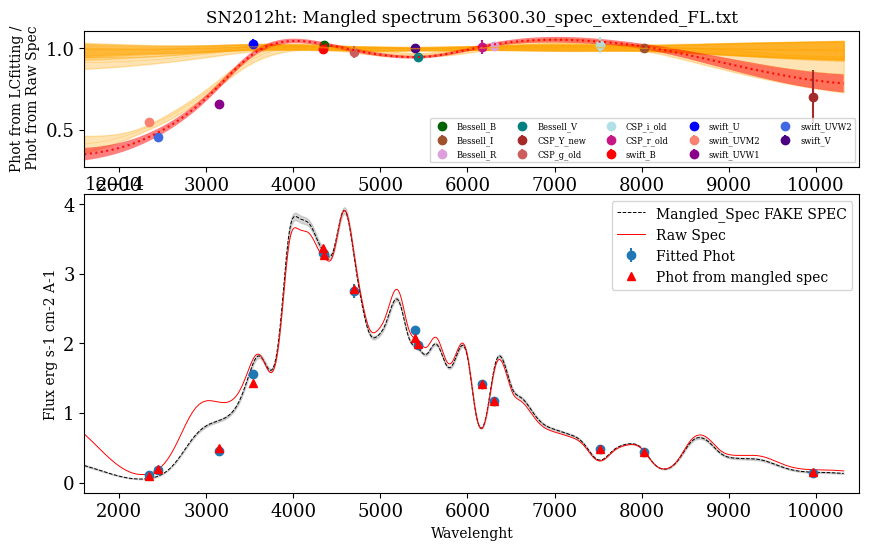 SN2012ht: Mangled spectrum 56300.30_spec_extended_FL.txt
Phot from LCfitting /
Phot from Raw Spec
1.0
0.5
Bessell_B Bessell_V CSP_i_old swift_U swift_UVW2
Bessell_I CSP_Y_new CSP_r_old swift_UVM2 swift_V
Bessell_R CSP_g_old swift_B swift_UVW1
2000 3000 4000 5000 6000 7000 8000 9000 10000
1e−14
Flux erg s-1 cm-2 A-1
4
3
2
1
0
Mangled_Spec FAKE SPEC
Raw Spec
Fitted Phot
Phot from mangled spec
2000 3000 4000 5000 6000 7000 8000 9000 10000
Wavelenght